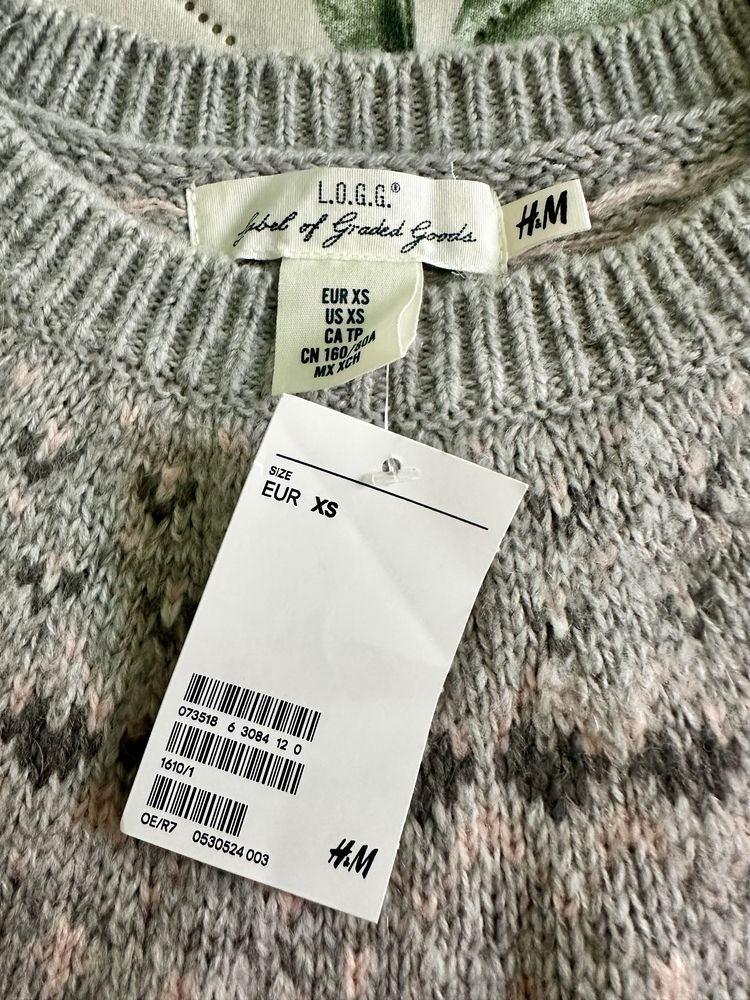 L.O.G.G.®
Label of Graded Goods
H&M
EUR XS
US XS
CA TP
CN 160/80A
MX XCH
SIZE
EUR XS
073518 6 3084 12 0
1610/1
OE/R7 0530524 003
H&M